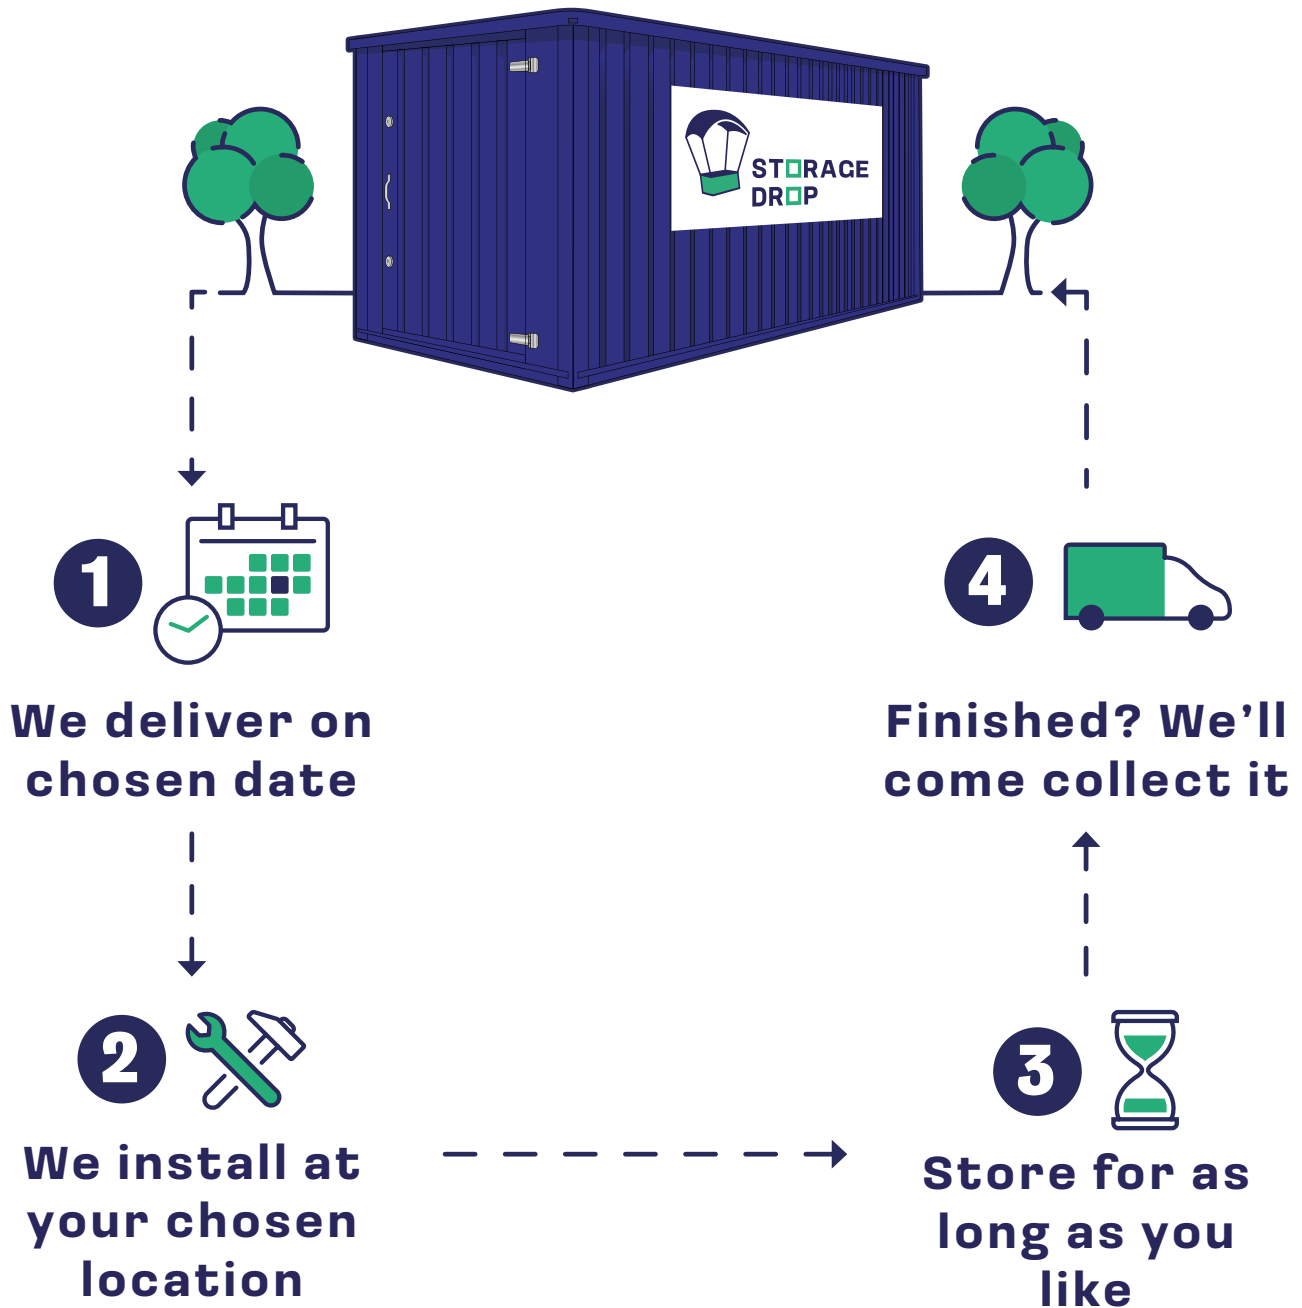 STORAGE
DROP
1
We deliver on
chosen date
2
We install at
your chosen
location
3
Store for as
long as you
like
4
Finished? We’ll
come collect it